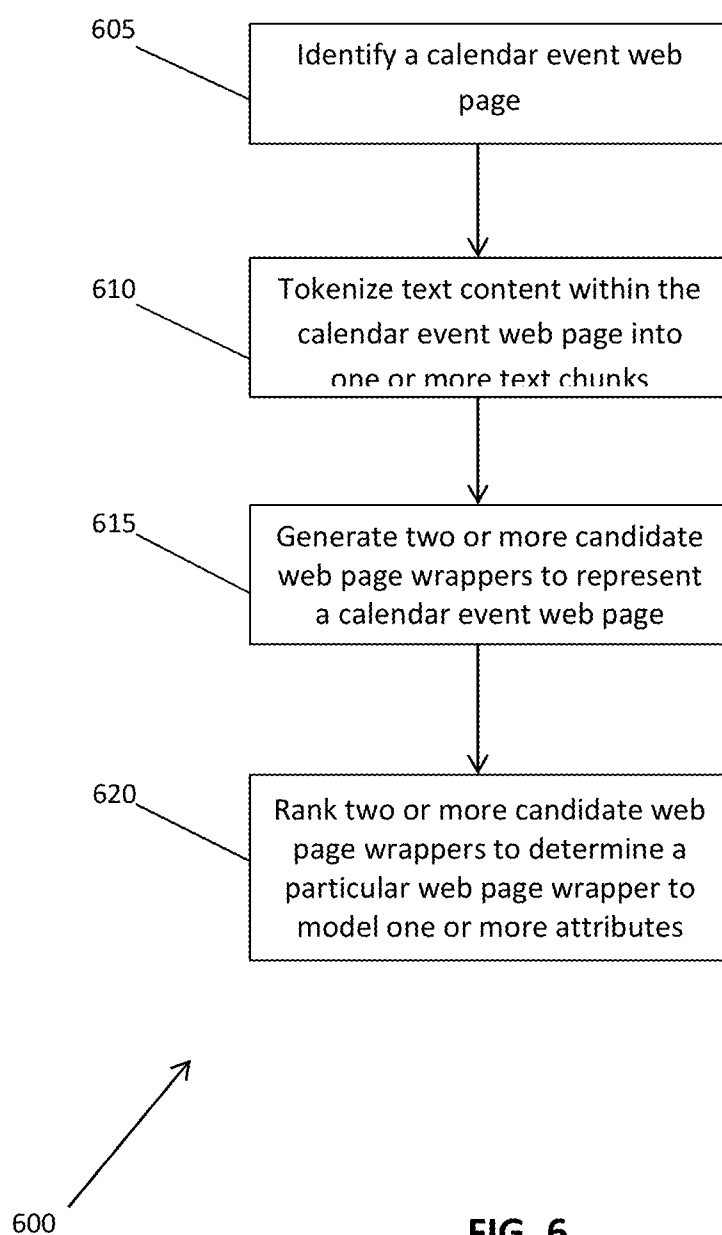 605
Identify a calendar event web
page
610
Tokenize text content within the
calendar event web page into
one or more text chunks
615
Generate two or more candidate
web page wrappers to represent
a calendar event web page
620
Rank two or more candidate web
page wrappers to determine a
particular web page wrapper to
model one or more attributes
600
FIG. 6